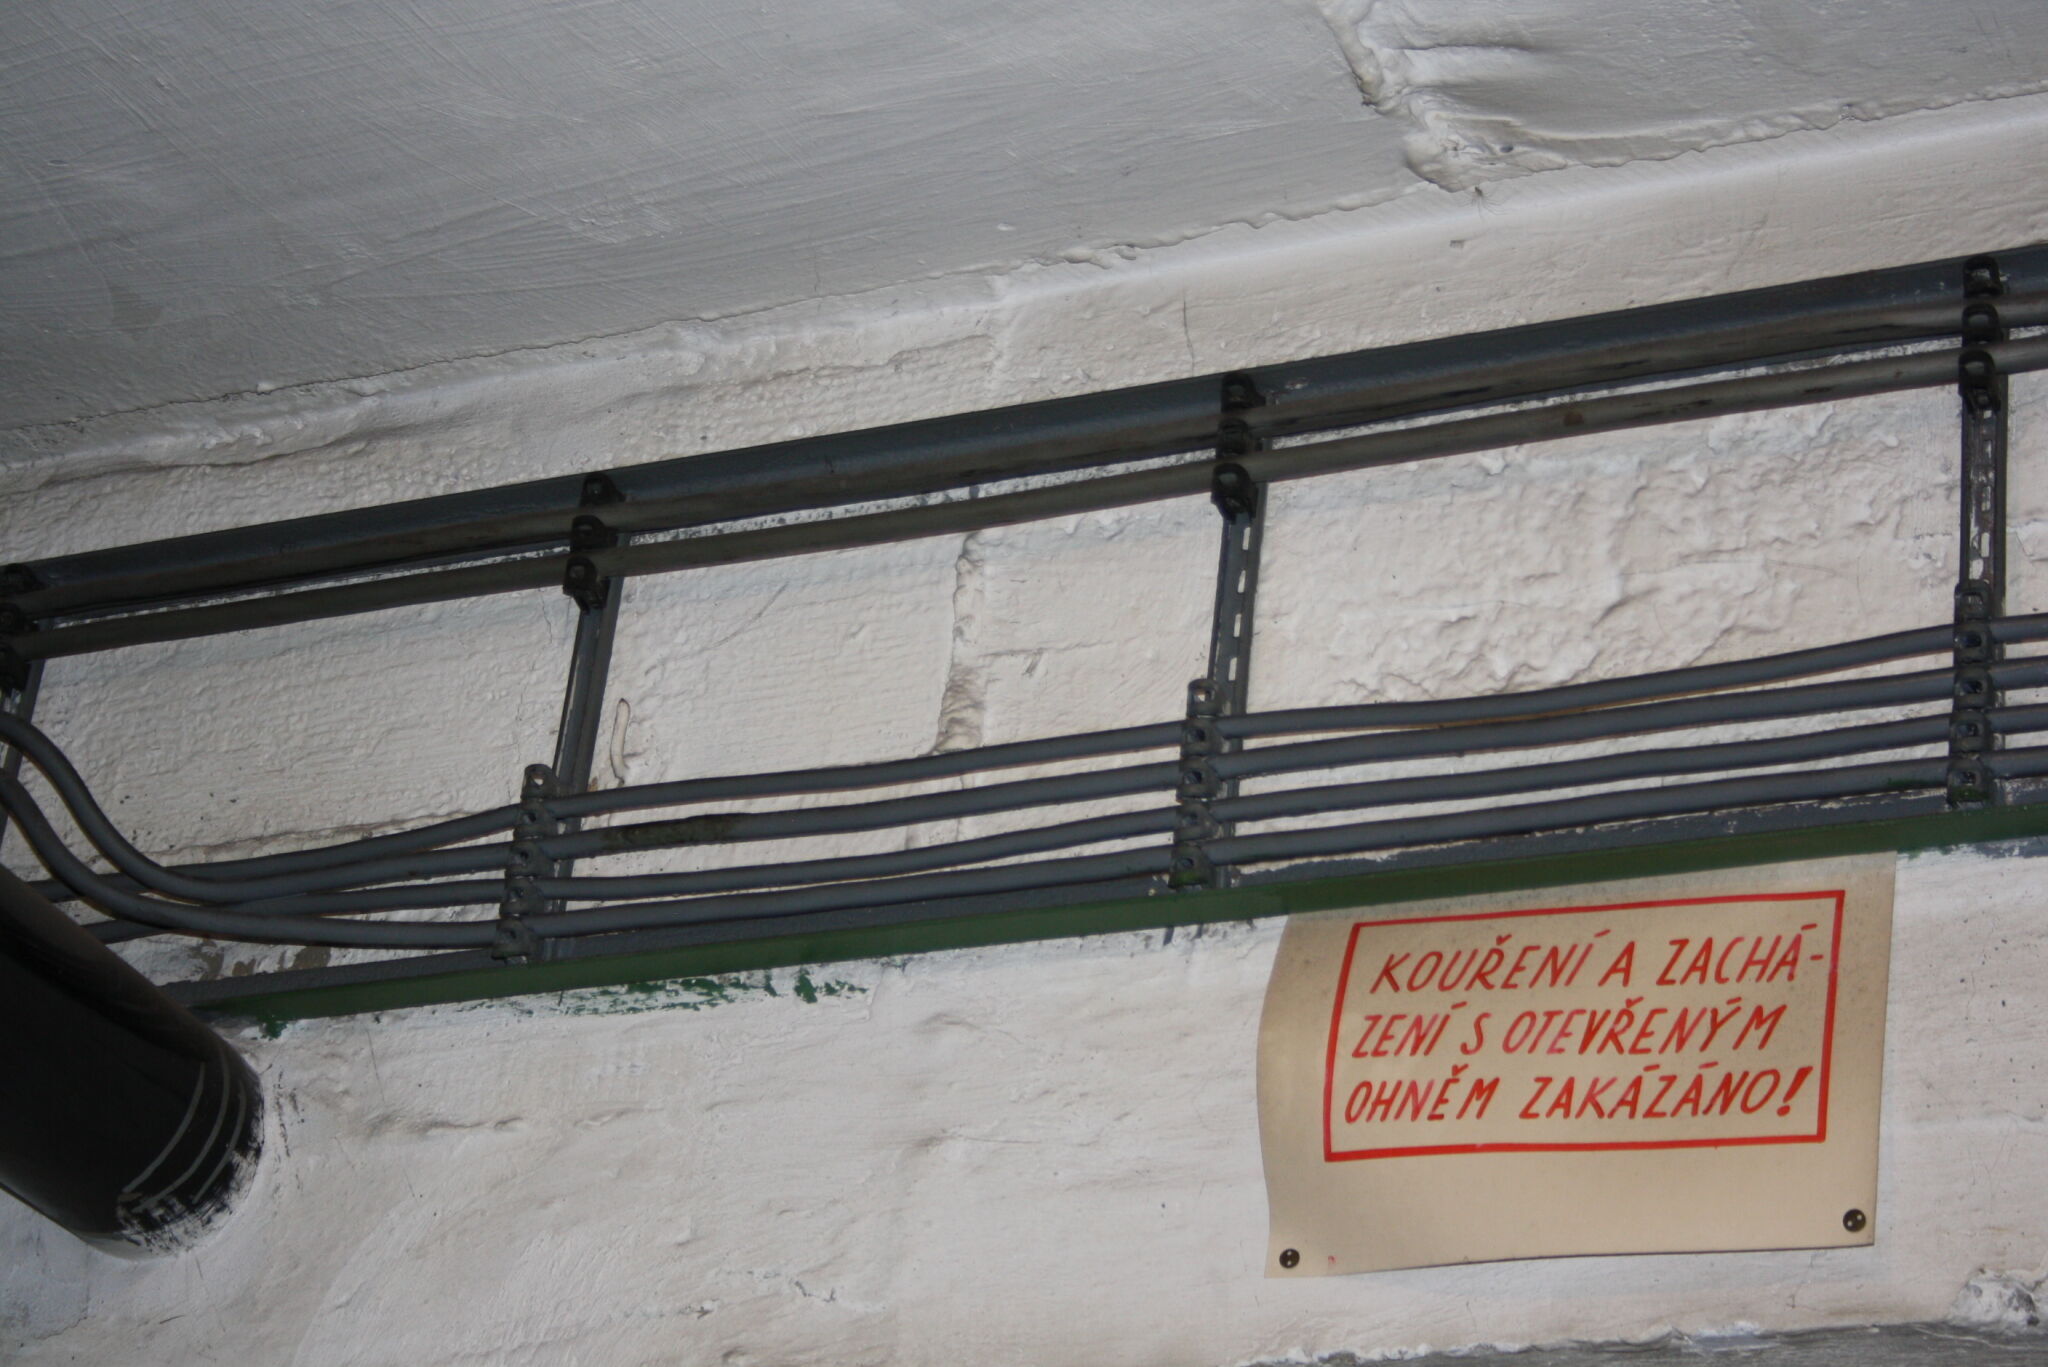 KOUŘENÍ A ZACHÁ-
ZENÍ S OTEVŘENÝM
OHNĚM ZAKÁZÁNO!